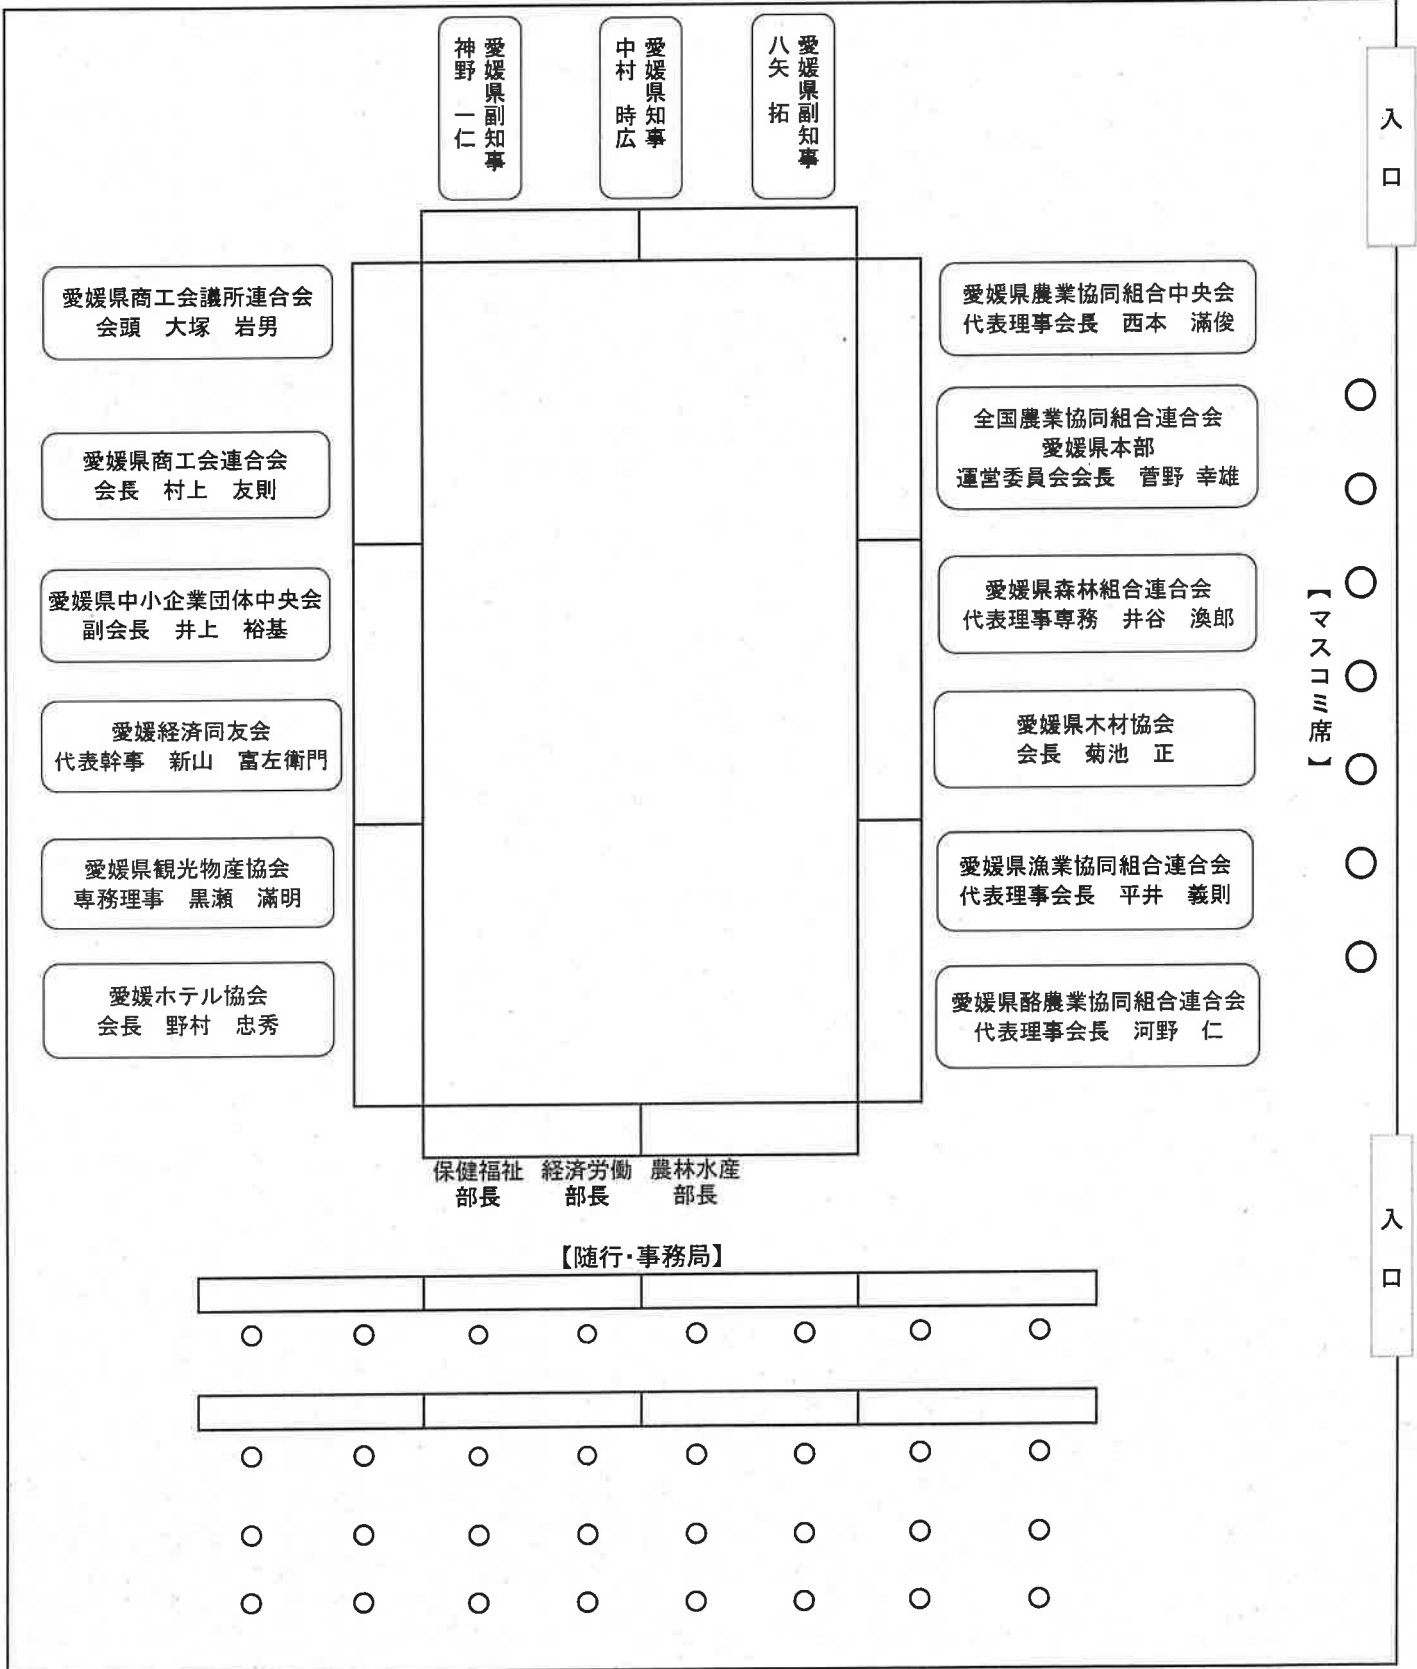 愛媛県副知事
神野 一仁
愛媛県知事
中村 時広
愛媛県副知事
八矢 拓
入口
愛媛県商工会議所連合会
会頭 大塚 岩男
愛媛県商工会連合会
会長 村上 友則
愛媛県中小企業団体中央会
副会長 井上 裕基
愛媛経済同友会
代表幹事 新山 富左衛門
愛媛県観光物産協会
専務理事 黒瀬 満明
愛媛ホテル協会
会長 野村 忠秀
愛媛県農業協同組合中央会
代表理事会長 西本 満俊
全国農業協同組合連合会
愛媛県本部
運営委員会会長 菅野 幸雄
愛媛県森林組合連合会
代表理事専務 井谷 渙郎
愛媛県木材協会
会長 菊池 正
愛媛県漁業協同組合連合会
代表理事会長 平井 義則
愛媛県酪農業協同組合連合会
代表理事会長 河野 仁
【マスコミ席】
保健福祉 経済労働 農林水産
部長 部長 部長
入口
【随行・事務局】